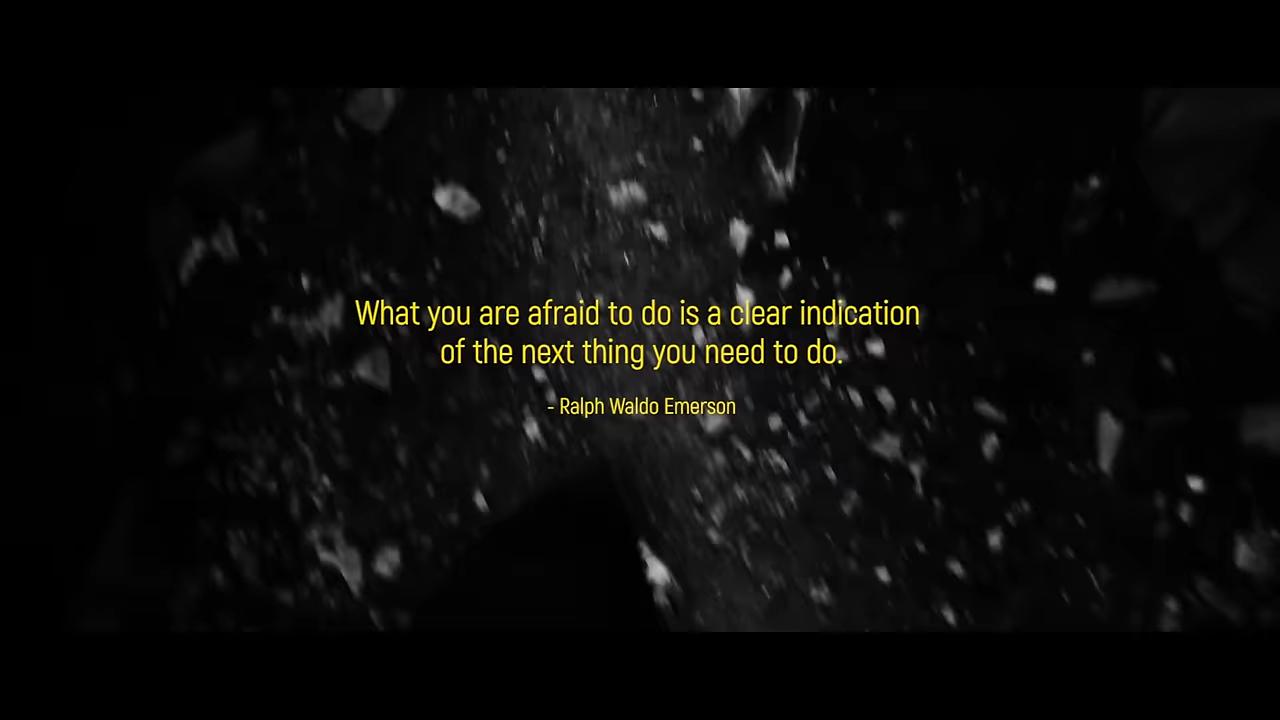 What you are afraid to do is a clear indication
of the next thing you need to do.
- Ralph Waldo Emerson